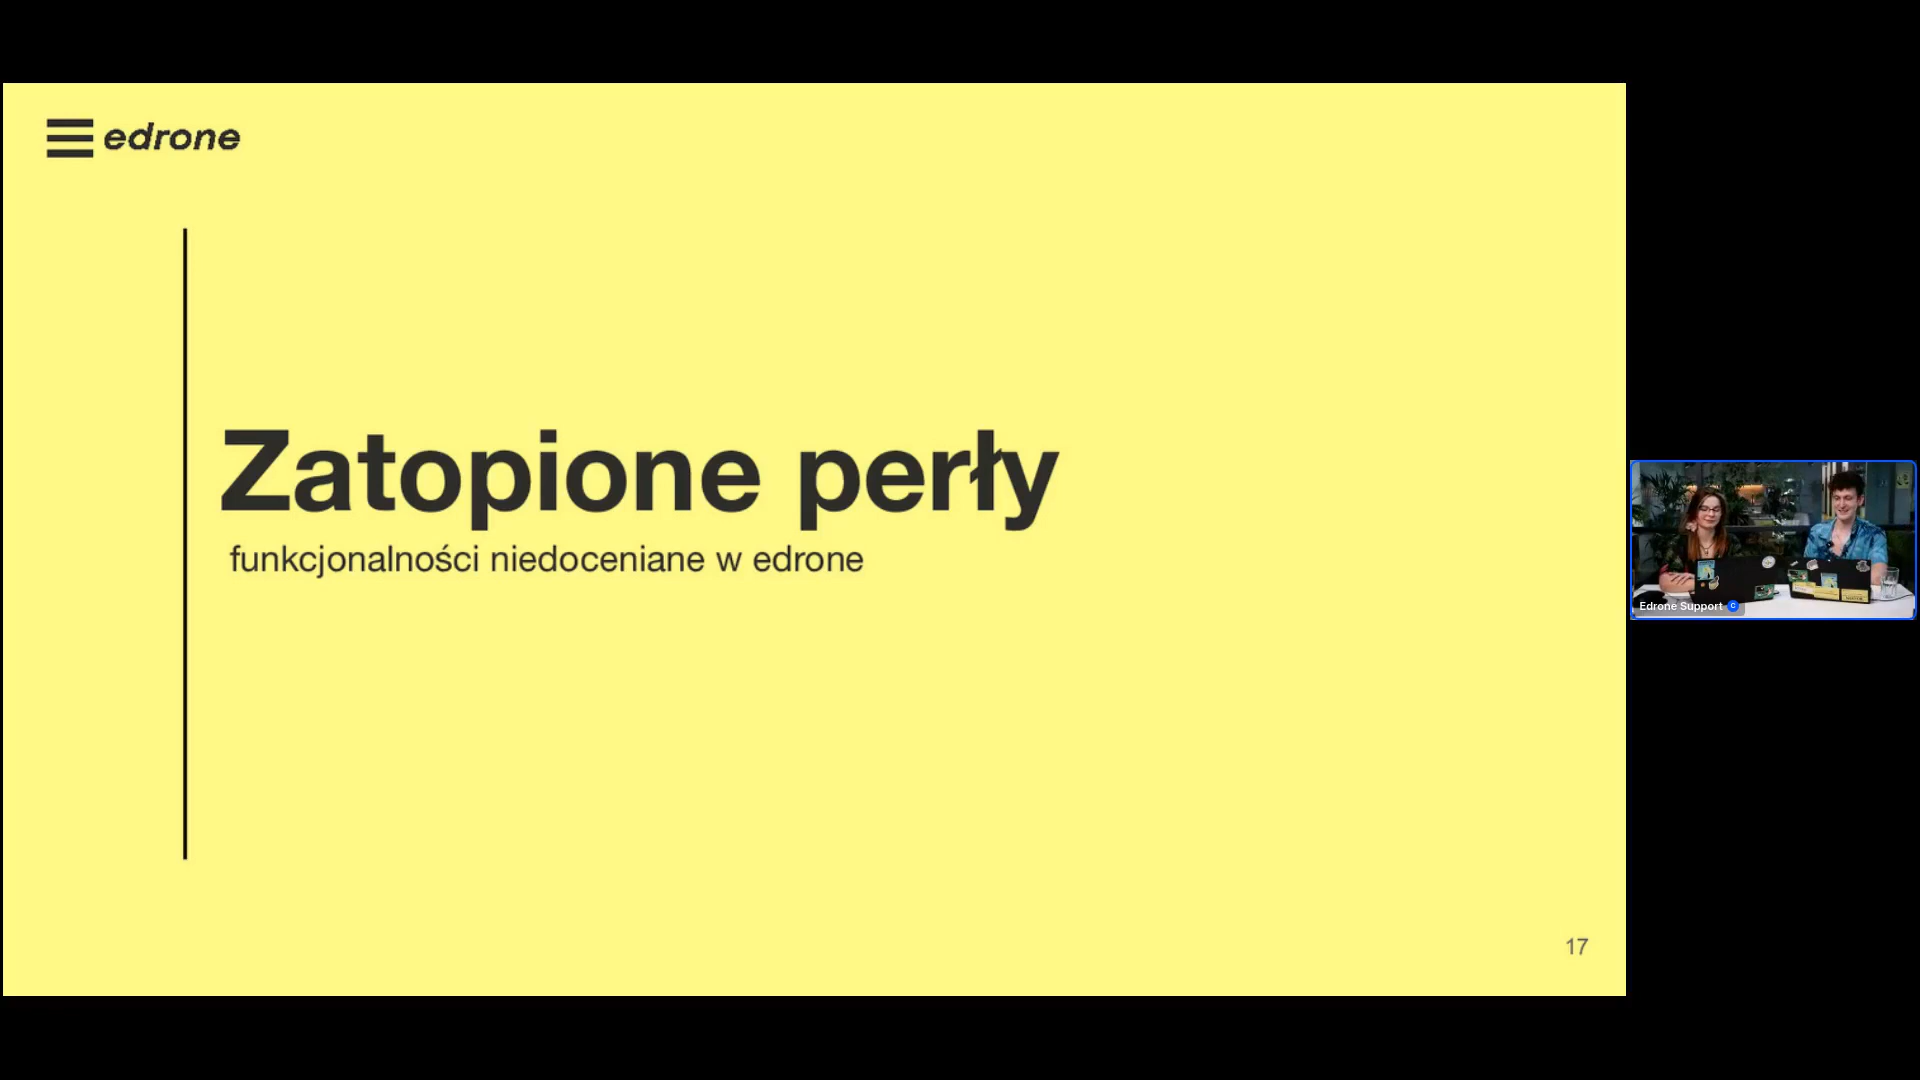 edrone
Zatopione perły
funkcjonalności niedoceniane w edrone
17
Edrone Support